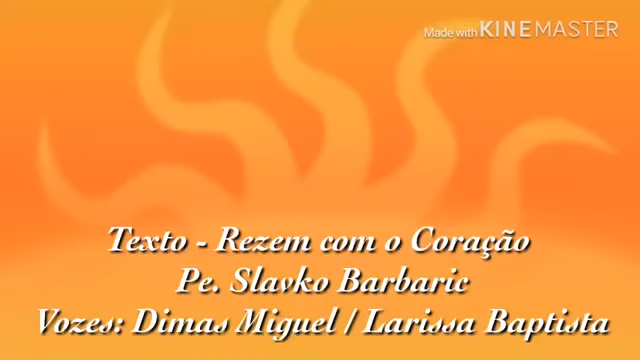 Made with KINEMASTER
Texto - Rezem com o Coração
Pe. Slavko Barbaric
Vozes: Dimas Miguel / Larissa Baptista